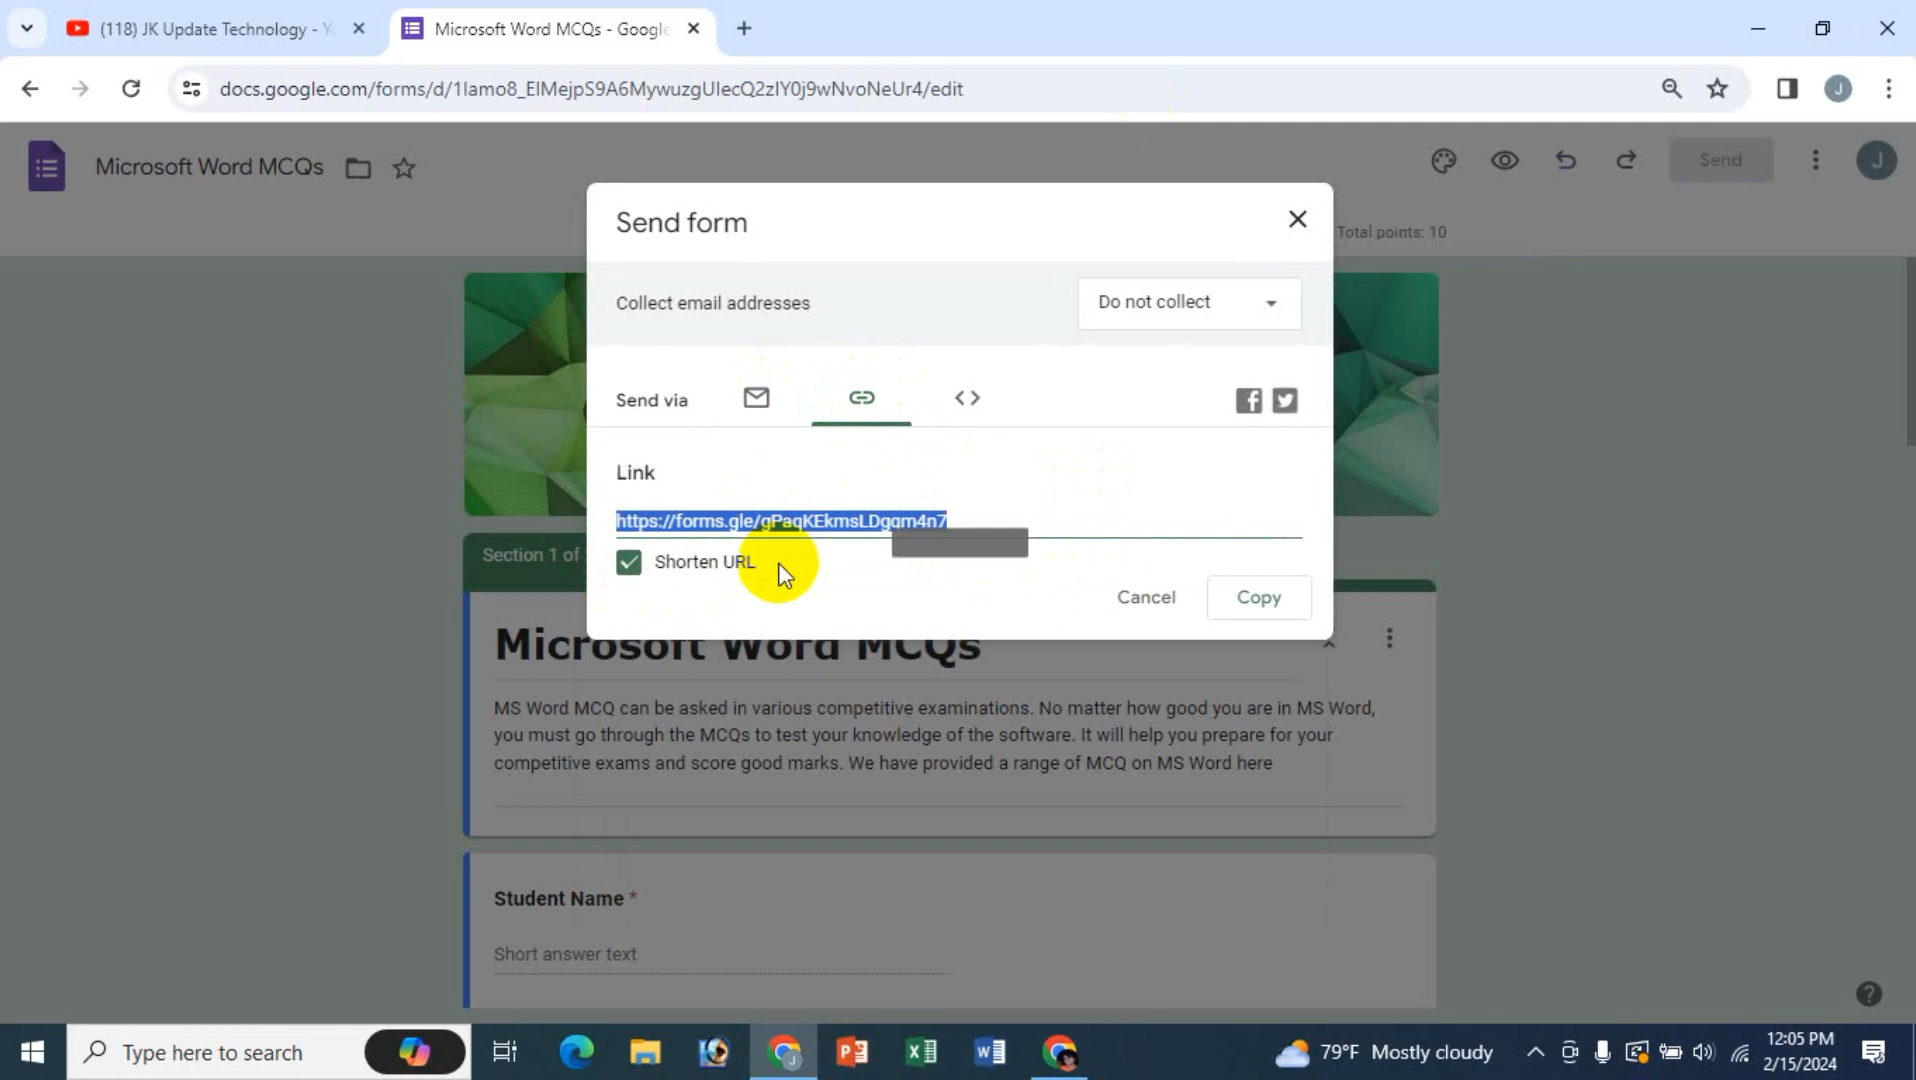 (118) JK Update Technology -
Microsoft Word MCQs - Google
docs.google.com/forms/d/1Iamo8_EIMejpS9A6MywuzgUIecQ2zIY0j9wNvoNeUr4/edit
J
Microsoft Word MCQs
Send
J
Send form
Total points: 10
Collect email addresses
Do not collect
Send via
Link
https://forms.gle/gPaqKEkmsLDgqm4n7
Section 1 of
Shorten URL
Cancel
Copy
Microsoft Word MCQs
MS Word MCQ can be asked in various competitive examinations. No matter how good you are in MS Word,
you must go through the MCQs to test your knowledge of the software. It will help you prepare for your
competitive exams and score good marks. We have provided a range of MCQ on MS Word here
Student Name *
Short answer text
Type here to search
79°F Mostly cloudy
12:05 PM
2/15/2024